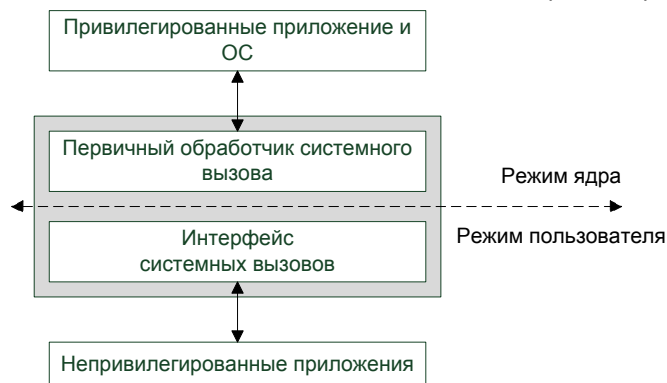 Привилегированные приложение и
ОС
Первичный обработчик системного
вызова
Режим ядра
Режим пользователя
Интерфейс
системных вызовов
Непривилегированные приложения